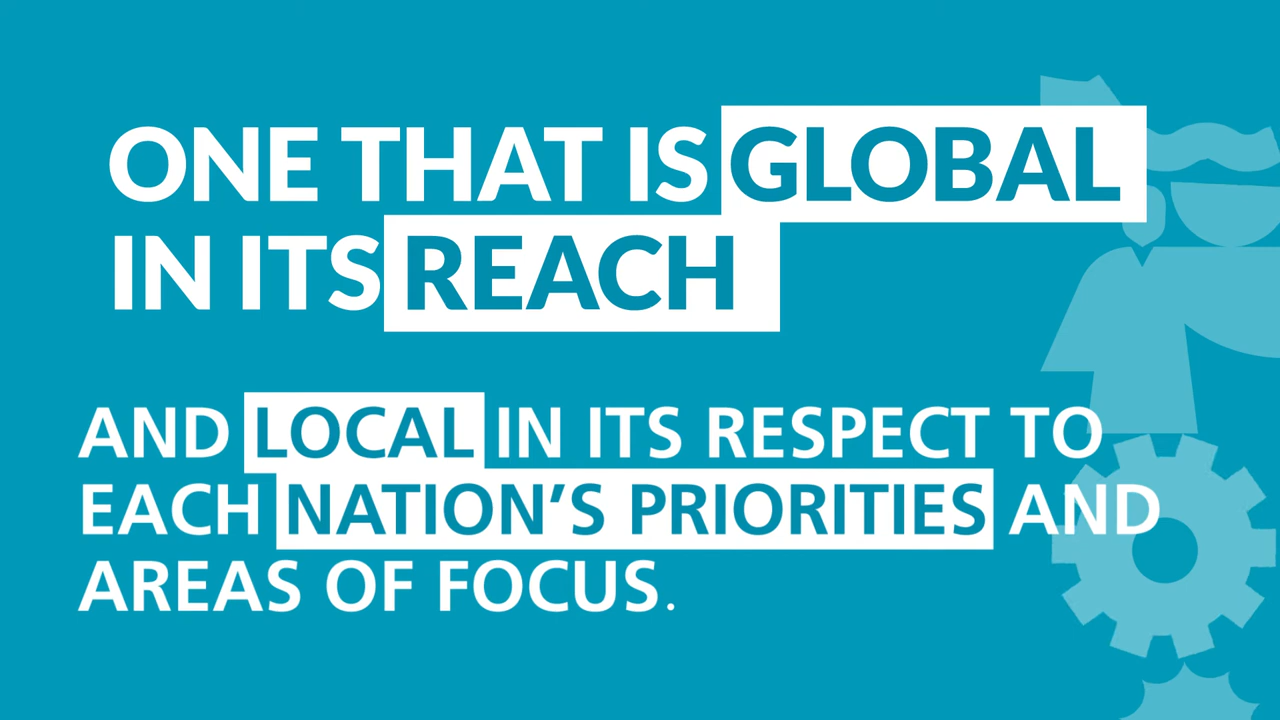 ONE THAT IS GLOBAL
IN ITS REACH
AND LOCAL IN ITS RESPECT TO
EACH NATION’S PRIORITIES AND
AREAS OF FOCUS.